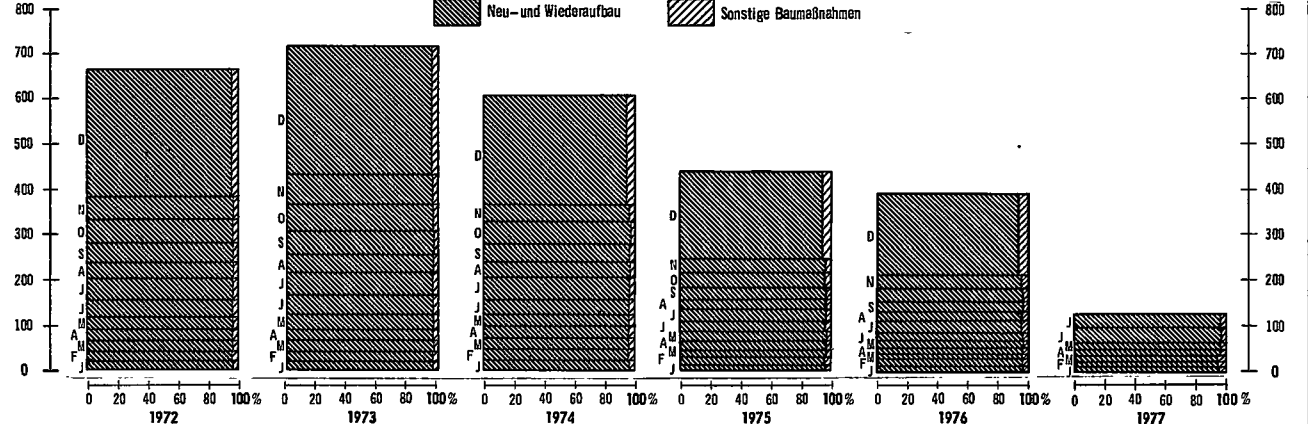 800 Neu-und Wiederaufbau Sonstige Baumaßnahmen 800
700 700
600 600
500 500
400 400
300 300
200 200
100 100
0 0
D N O S A J J M A M F J
D N O S A J J M A M F J
D N O S A J J M A M F J
D N O S A J J M A M F J
D N S A J J M A M F J
J J M A M F J
0 20 40 60 80 100% 0 20 40 60 80 100% 0 20 40 60 80 100% 0 20 40 60 80 100% 0 20 40 60 80 100% 0 20 40 60 80 100%
1972 1973 1974 1975 1976 1977